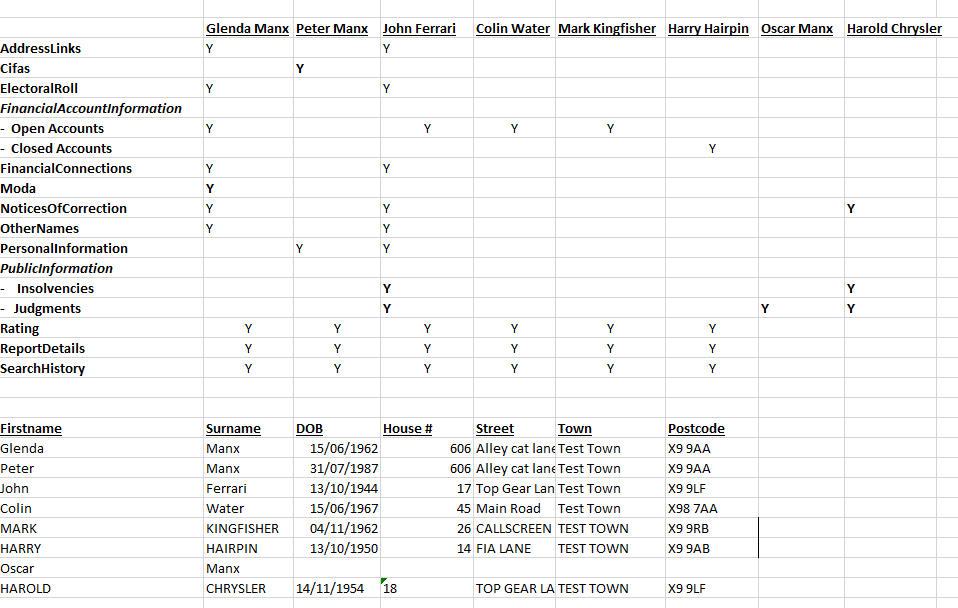 Glenda Manx Peter Manx John Ferrari Colin Water Mark Kingfisher Harry Hairpin Oscar Manx Harold Chrysler
AddressLinks Y Y
Cifas Y
ElectoralRoll Y Y
FinancialAccountInformation
- Open Accounts Y Y Y Y
- Closed Accounts Y
FinancialConnections Y Y
Moda Y
NoticesOfCorrection Y Y Y
OtherNames Y Y
PersonalInformation Y Y
PublicInformation
- Insolvencies Y Y
- Judgments Y Y Y
Rating Y Y Y Y Y Y
ReportDetails Y Y Y Y Y Y
SearchHistory Y Y Y Y Y Y
Firstname Surname DOB House # Street Town Postcode
Glenda Manx 15/06/1962 606 Alley cat lane Test Town X9 9AA
Peter Manx 31/07/1987 606 Alley cat lane Test Town X9 9AA
John Ferrari 13/10/1944 17 Top Gear Lan Test Town X9 9LF
Colin Water 15/06/1967 45 Main Road Test Town X98 7AA
MARK KINGFISHER 04/11/1962 26 CALLSCREEN TEST TOWN X9 9RB
HARRY HAIRPIN 13/10/1950 14 FIA LANE TEST TOWN X9 9AB
Oscar Manx
HAROLD CHRYSLER 14/11/1954 18 TOP GEAR LA TEST TOWN X9 9LF